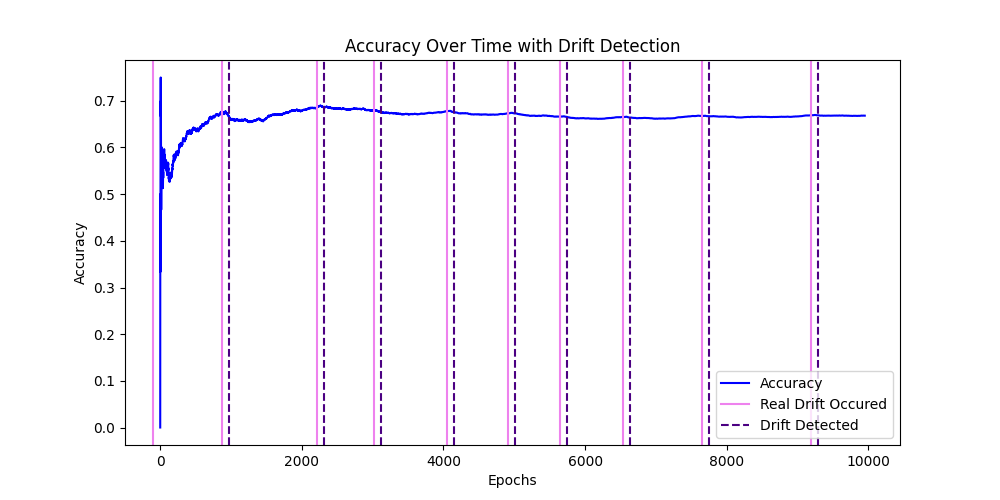 Accuracy Over Time with Drift Detection
Accuracy
0.7
0.6
0.5
0.4
0.3
0.2
0.1
0.0
0 2000 4000 6000 8000 10000
Epochs
Accuracy
Real Drift Occured
Drift Detected